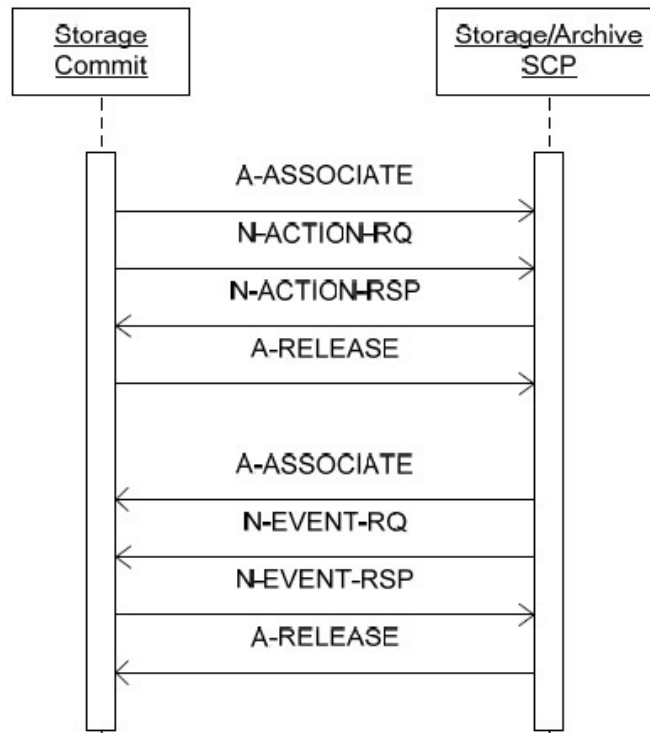 Storage
Commit
Storage/Archive
SCP
A-ASSOCIATE
N-ACTION-RQ
N-ACTION-RSP
A-RELEASE
A-ASSOCIATE
N-EVENT-RQ
N-EVENT-RSP
A-RELEASE